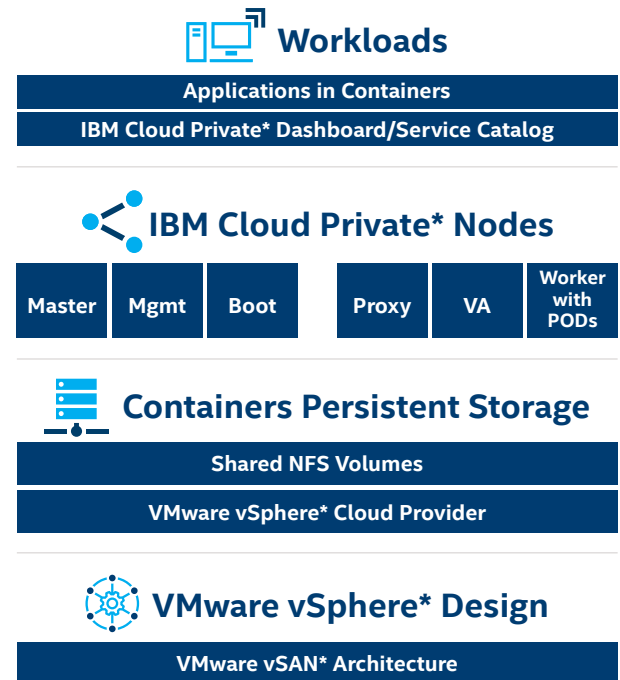 Workloads
Applications in Containers
IBM Cloud Private* Dashboard/Service Catalog
IBM Cloud Private* Nodes
Master
Mgmt
Boot
Proxy
VA
Worker
with
PODs
Containers Persistent Storage
Shared NFS Volumes
VMware vSphere* Cloud Provider
VMware vSphere* Design
VMware vSAN* Architecture